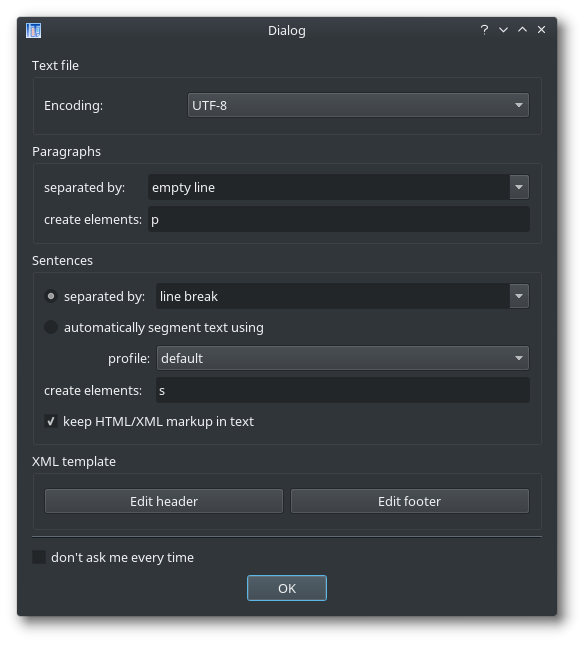 Dialog
Text file
Encoding: UTF-8
Paragraphs
separated by: empty line
create elements: p
Sentences
separated by: line break
automatically segment text using
profile: default
create elements: s
keep HTML/XML markup in text
XML template
Edit header Edit footer
don't ask me every time
OK